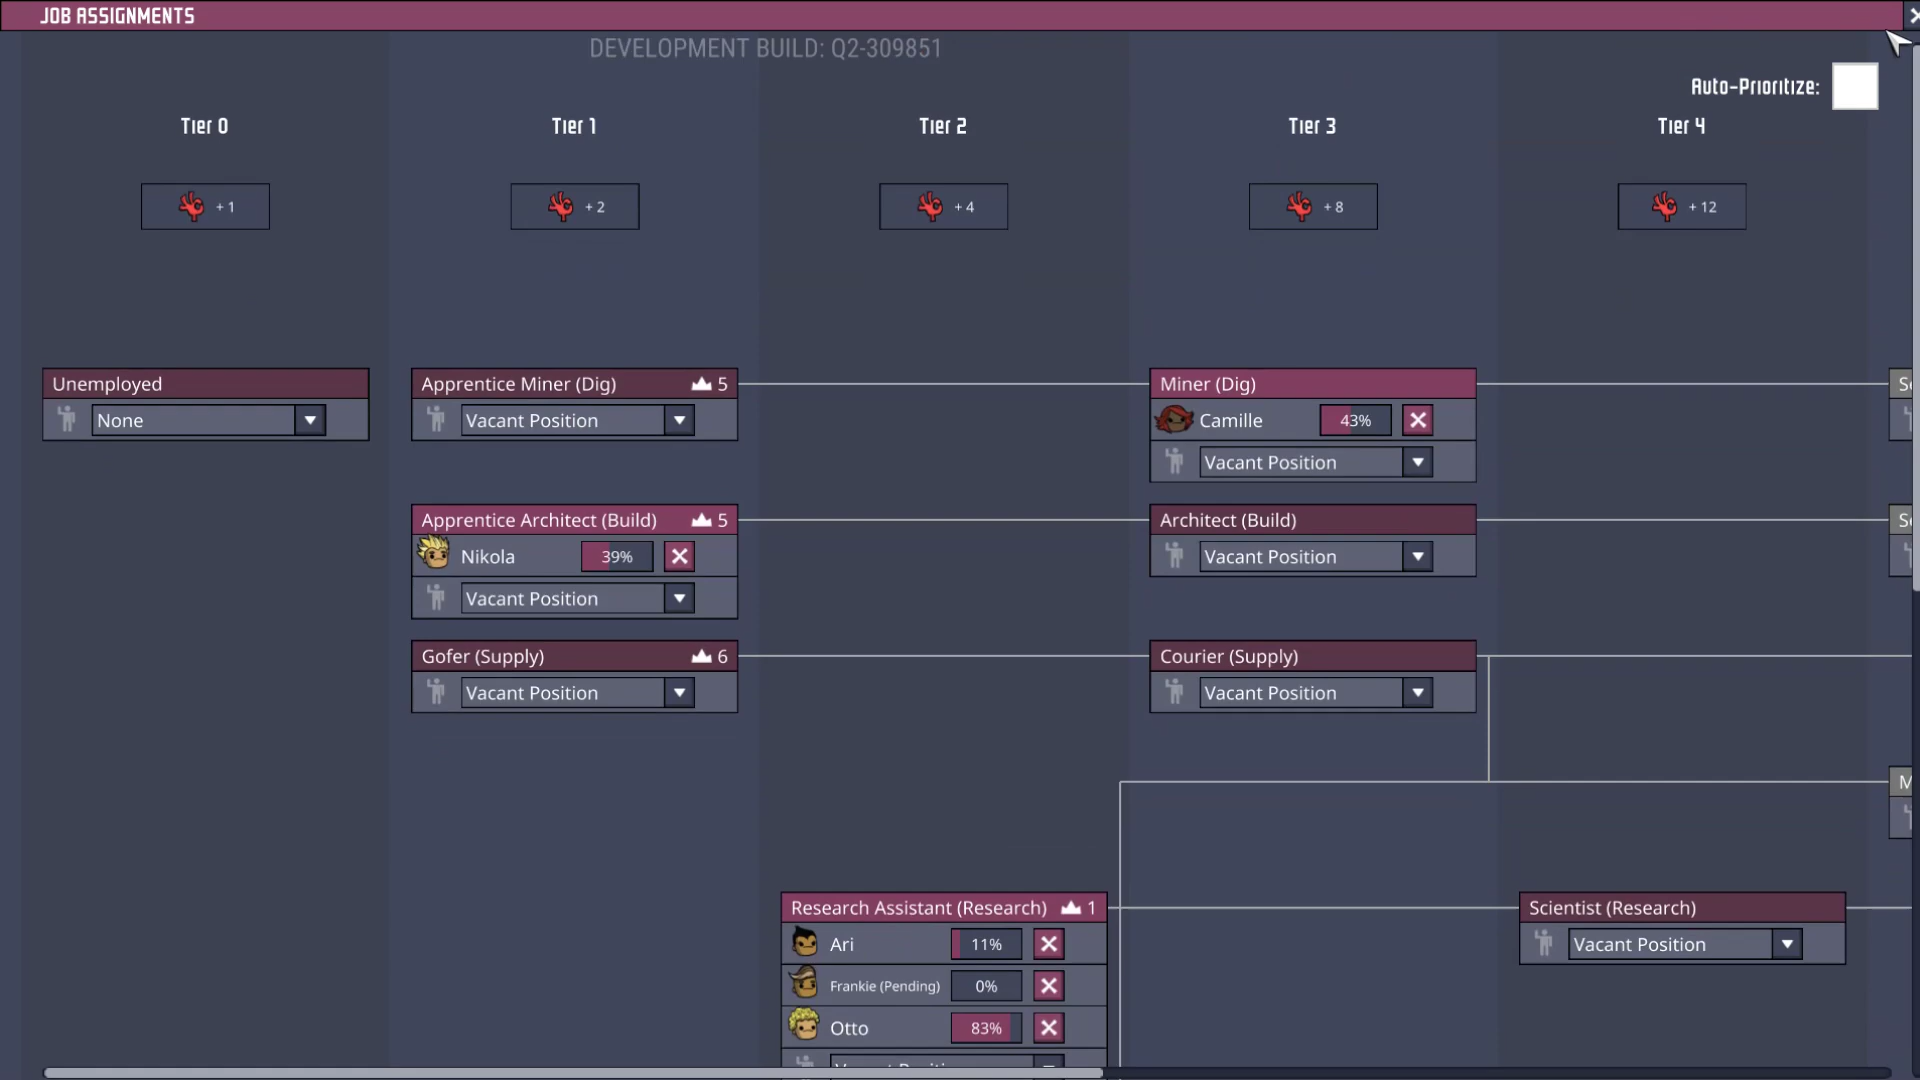 JOB ASSIGNMENTS
DEVELOPMENT BUILD: Q2-309851
Auto-Prioritize:
Tier 0
Tier 1
Tier 2
Tier 3
Tier 4
+ 1
+ 2
+ 4
+ 8
+ 12
Unemployed
None
Apprentice Miner (Dig) 5
Vacant Position
Miner (Dig)
Camille 43%
Vacant Position
Apprentice Architect (Build) 5
Nikola 39%
Vacant Position
Architect (Build)
Vacant Position
Gofer (Supply) 6
Vacant Position
Courier (Supply)
Vacant Position
Research Assistant (Research) 1
Ari 11%
Frankie (Pending) 0%
Otto 83%
Scientist (Research)
Vacant Position